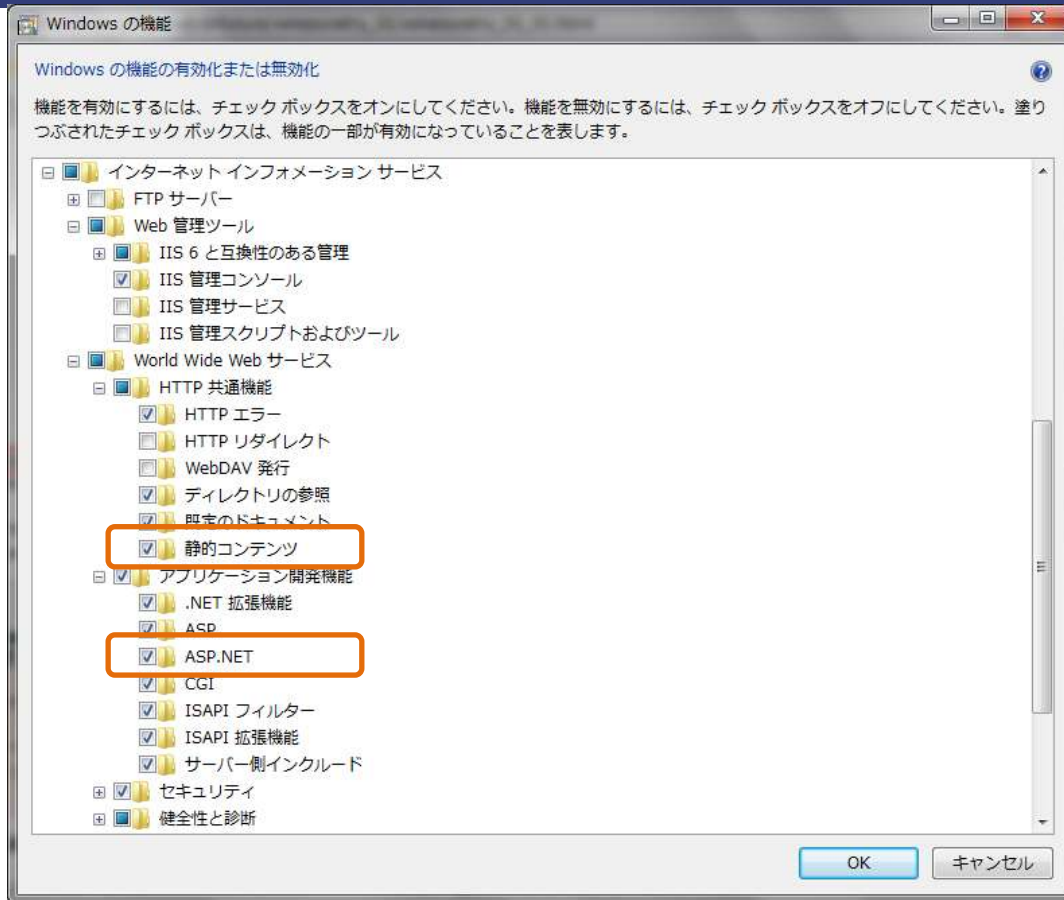 Windows の機能
Windows の機能の有効化または無効化
機能を有効にするには、チェック ボックスをオンにしてください。機能を無効にするには、チェック ボックスをオフにしてください。塗り
つぶされたチェック ボックスは、機能の一部が有効になっていることを表します。
インターネット インフォメーション サービス
FTP サーバー
Web 管理ツール
IIS 6 と互換性のある管理
IIS 管理コンソール
IIS 管理サービス
IIS 管理スクリプトおよびツール
World Wide Web サービス
HTTP 共通機能
HTTP エラー
HTTP リダイレクト
WebDAV 発行
ディレクトリの参照
既定のドキュメント
静的コンテンツ
アプリケーション開発機能
.NET 拡張機能
ASP
ASP.NET
CGI
ISAPI フィルター
ISAPI 拡張機能
サーバー側インクルード
セキュリティ
健全性と診断
OK
キャンセル